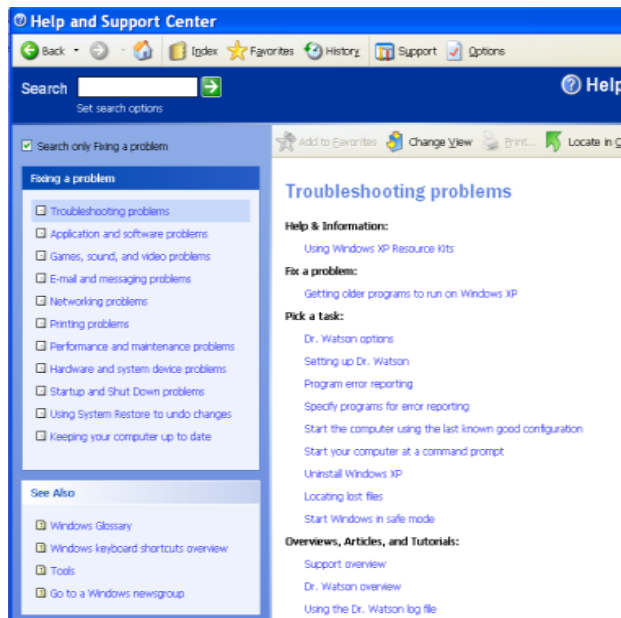 Help and Support Center
Back Index Favorites History Support Options
Search
Help
Set search options
Search only Fixing a problem
Fixing a problem
Troubleshooting problems
Application and software problems
Games, sound, and video problems
E-mail and messaging problems
Networking problems
Printing problems
Performance and maintenance problems
Hardware and system device problems
Startup and Shut Down problems
Using System Restore to undo changes
Keeping your computer up to date
See Also
Windows Glossary
Windows keyboard shortcuts overview
Tools
Go to a Windows newsgroup
Add to Favorites Change View Print... Locate in
Troubleshooting problems
Help & Information:
Using Windows XP Resource Kits
Fix a problem:
Getting older programs to run on Windows XP
Pick a task:
Dr. Watson options
Setting up Dr. Watson
Program error reporting
Specify programs for error reporting
Start the computer using the last known good configuration
Start your computer at a command prompt
Uninstall Windows XP
Locating lost files
Start Windows in safe mode
Overviews, Articles, and Tutorials:
Support overview
Dr. Watson overview
Using the Dr. Watson log file